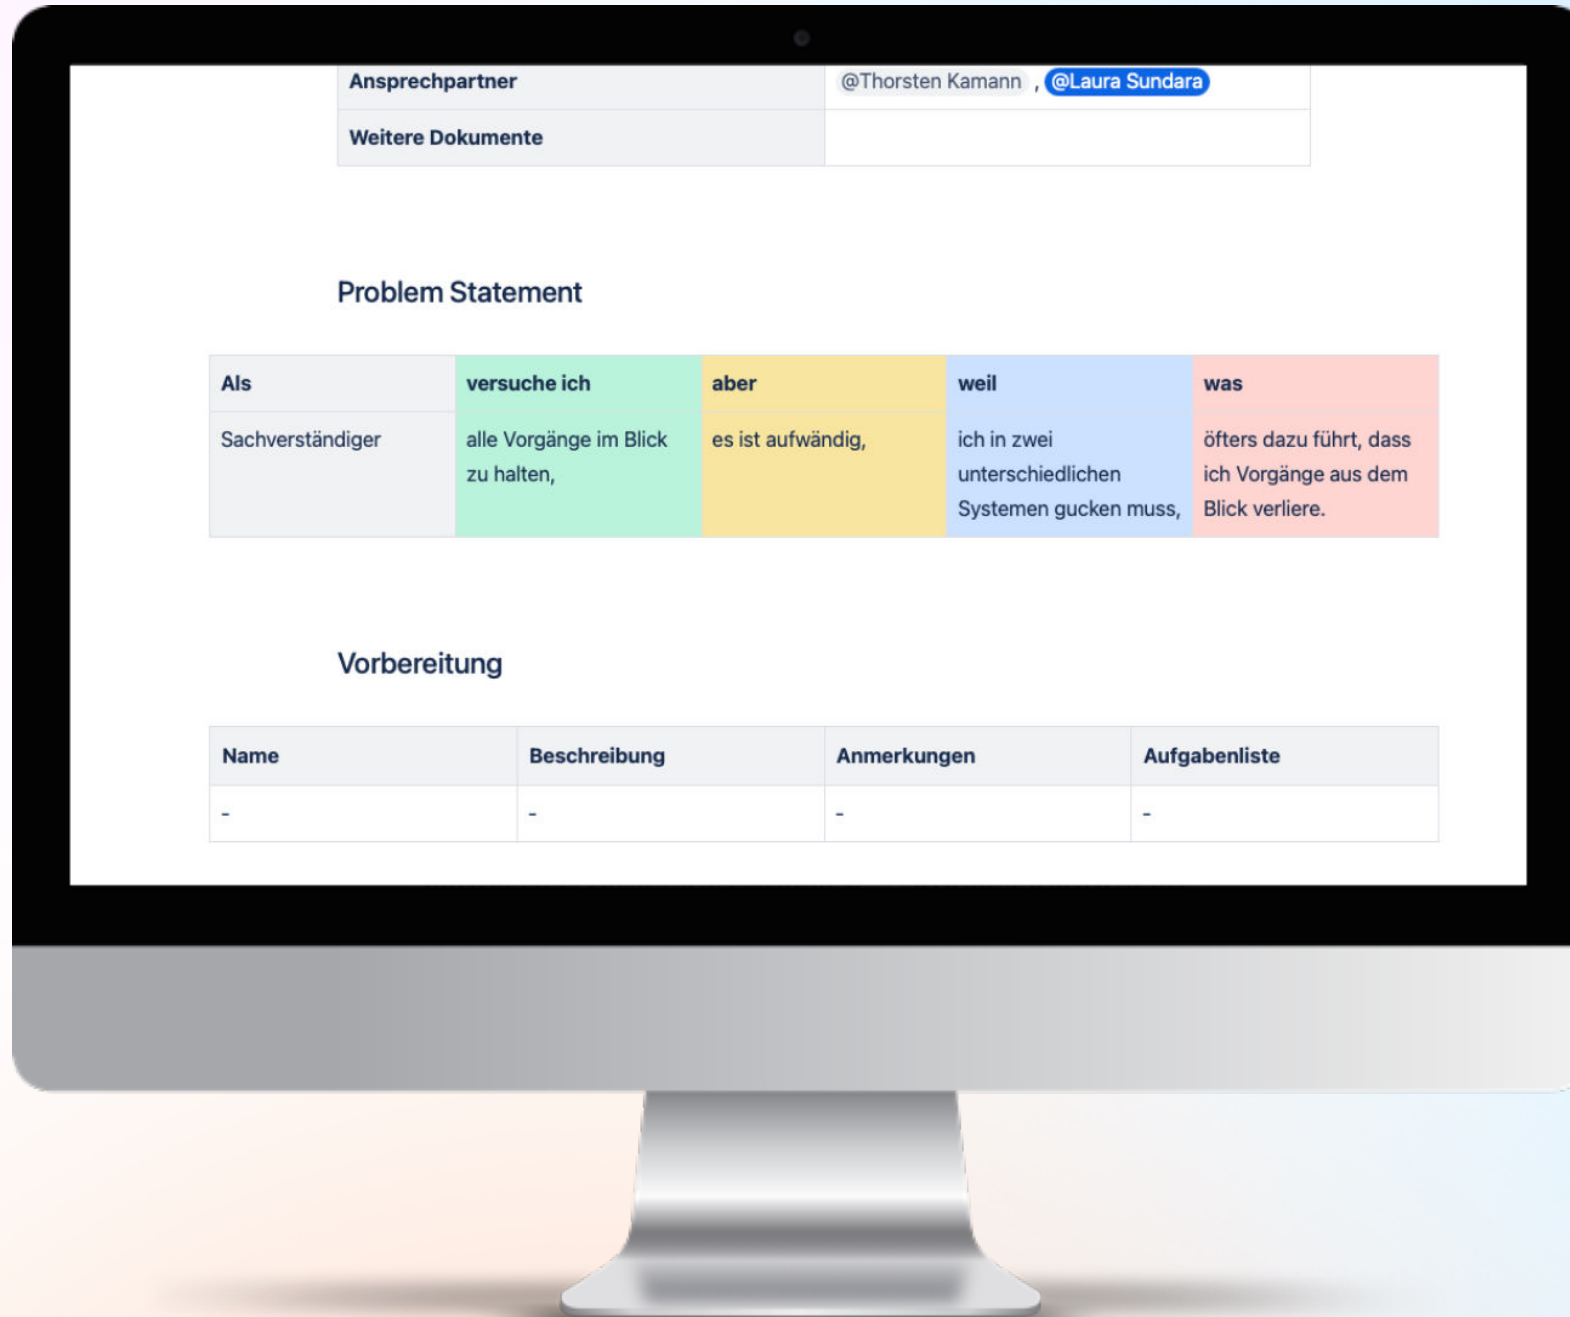 Ansprechpartner @Thorsten Kamann , @Laura Sundara
Weitere Dokumente
Problem Statement
Als versuche ich aber weil was
Sachverständiger alle Vorgänge im Blick es ist aufwändig, ich in zwei öfters dazu führt, dass
zu halten, unterschiedlichen ich Vorgänge aus dem
Systemen gucken muss, Blick verliere.
Vorbereitung
Name Beschreibung Anmerkungen Aufgabenliste
- - - -